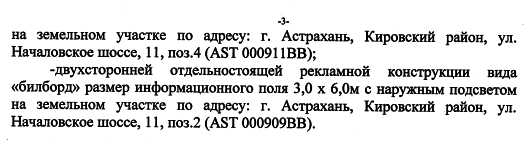 -3-
на земельном участке по адресу: г. Астрахань, Кировский район, ул.
Началовское шоссе, 11, поз.4 (AST 000911BB);
-двухсторонней отдельностоящей рекламной конструкции вида
«билборд» размер информационного поля 3,0 х 6,0м с наружным подсветом
на земельном участке по адресу: г. Астрахань, Кировский район, ул.
Началовское шоссе, 11, поз.2 (AST 000909BB).